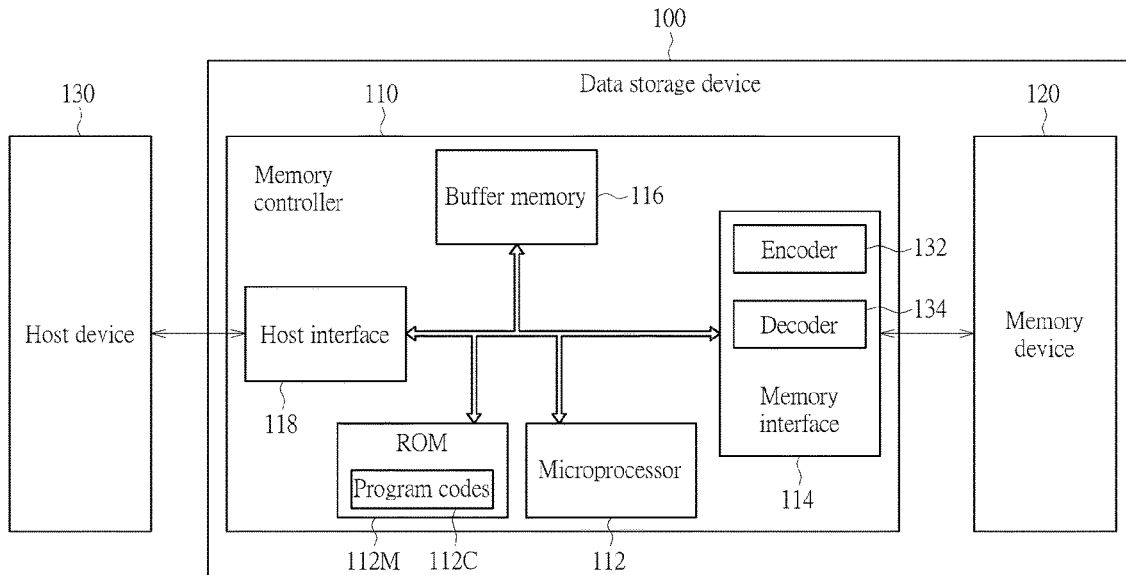 100
Data storage device
130
110
120
Memory
controller
Buffer memory
116
Encoder
132
Decoder
134
Host device
Host interface
118
Memory
device
Memory
interface
114
ROM
Program codes
Microprocessor
112M
112C
112